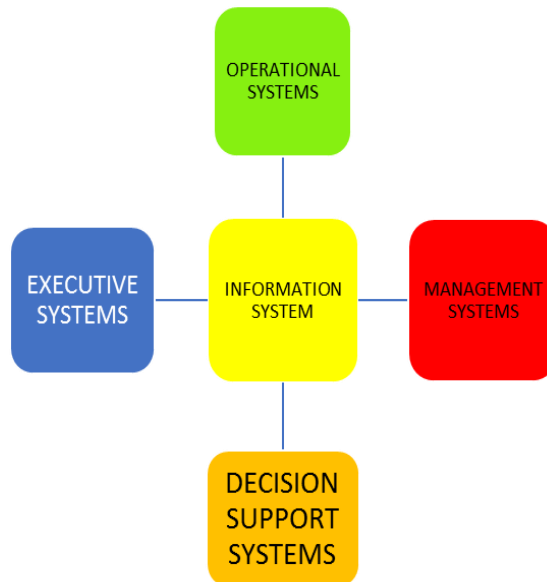 OPERATIONAL
SYSTEMS
EXECUTIVE
SYSTEMS
INFORMATION
SYSTEM
MANAGEMENT
SYSTEMS
DECISION
SUPPORT
SYSTEMS